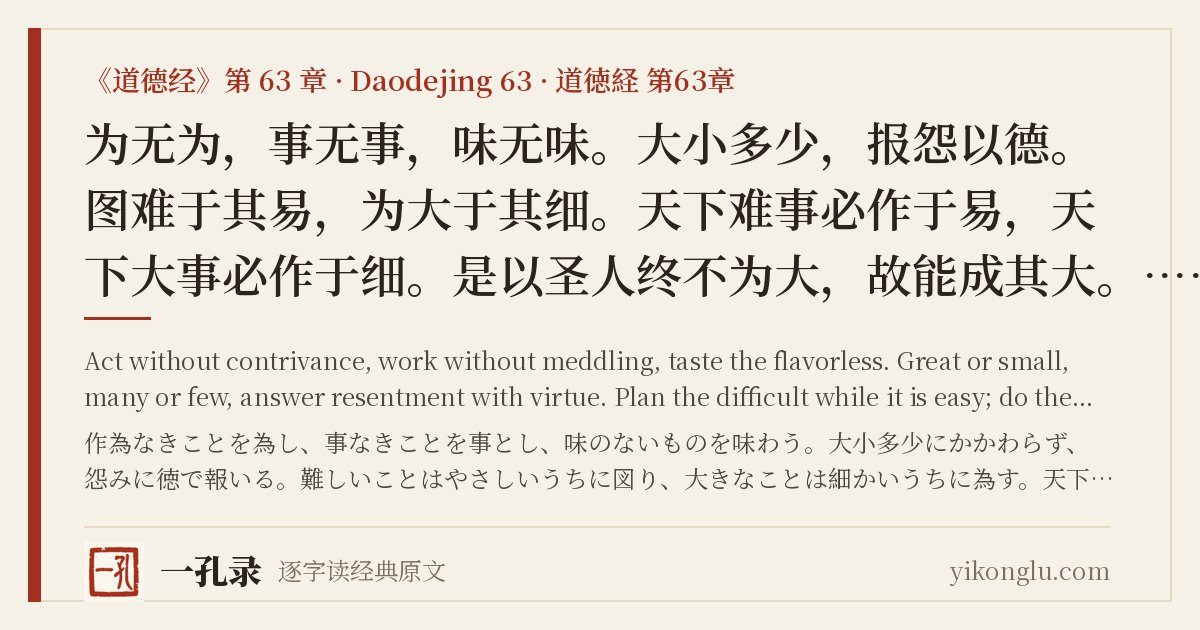 《道德经》第 63 章 · Daodejing 63 · 道徳経 第63章
为无为，事无事，味无味。大小多少，报怨以德。
图难于其易，为大于其细。天下难事必作于易，天
下大事必作于细。是以圣人终不为大，故能成其大。……
Act without contrivance, work without meddling, taste the flavorless. Great or small,
many or few, answer resentment with virtue. Plan the difficult while it is easy; do the…
作為なきことを為し、事なきことを事とし、味のないものを味わう。大小多少にかかわらず、
怨みに徳で報いる。難しいことはやさしいうちに図り、大きなことは細かいうちに為す。天下…
一孔
一孔录 逐字读经典原文
yikonglu.com